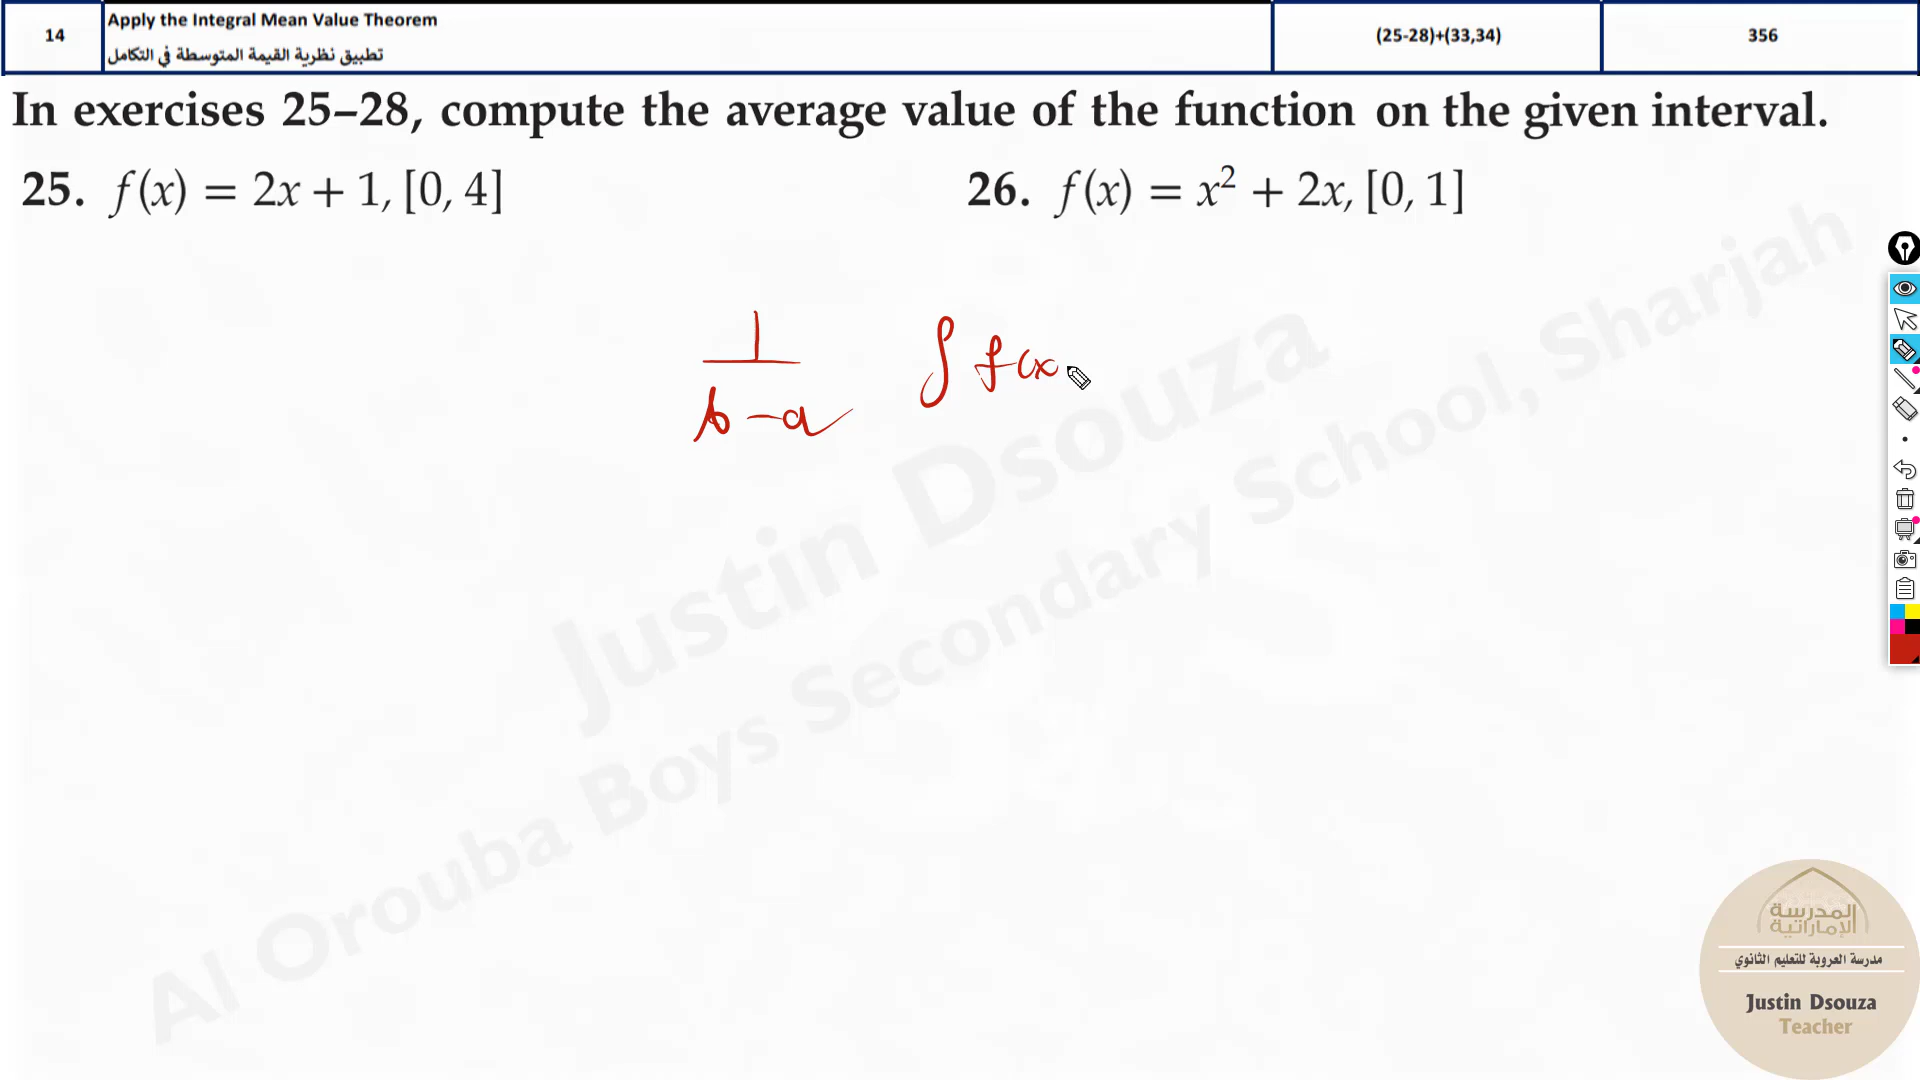 14
Apply the Integral Mean Value Theorem
تطبيق نظرية القيمة المتوسطة في التكامل
(25-28)+(33,34)
356
In exercises 25–28, compute the average value of the function on the given interval.
25. f(x) = 2x + 1, [0, 4]
26. f(x) = x² + 2x, [0, 1]
1
b-a
∫ f(x
Justin Dsouza
Al Orouba Boys Secondary School, Sharjah
المدرسة
الإماراتية
مدرسة العروبة للتعليم الثانوي
Justin Dsouza
Teacher